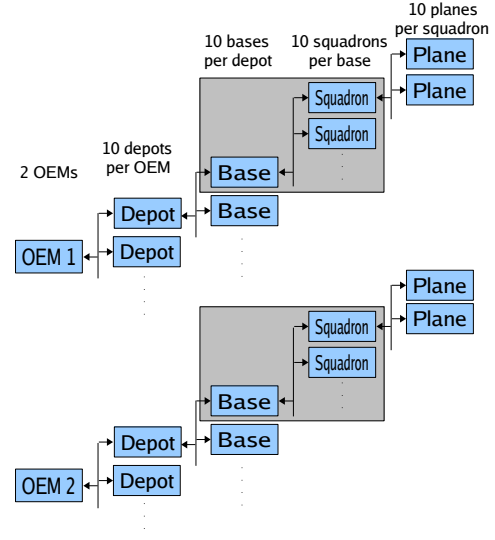 10 planes
per squadron
10 bases
per depot
10 squadrons
per base
Plane
Plane
Squadron
Squadron
10 depots
per OEM
2 OEMs
Base
Base
Depot
Depot
OEM 1
Plane
Plane
Squadron
Squadron
Base
Base
Depot
Depot
OEM 2